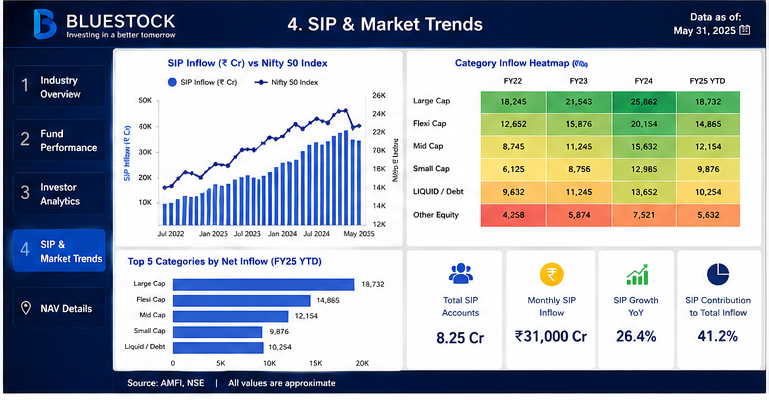 BLUESTOCK
Investing in a better tomorrow
4. SIP & Market Trends
Data as of:
May 31, 2025
1 Industry
Overview
2 Fund
Performance
3 Investor
Analytics
4 SIP &
Market Trends
NAV Details
SIP Inflow (₹ Cr) vs Nifty 50 Index
SIP Inflow (₹ Cr) Nifty 50 Index
50K
40K
30K
20K
10K
SIP Inflow (₹ Cr)
26K
24K
22K
20K
18K
16K
14K
12K
Jul 2022 Jan 2023 Jul 2023 Jan 2024 Jul 2024
Category Inflow Heatmap
FY22 FY23 FY24 FY25 YTD
Large Cap 18,245 21,543 25,662 18,732
Flexi Cap 12,652 15,876 20,154 14,865
Mid Cap 8,745 11,245 15,632 12,154
Small Cap 6,125 8,756 12,985 9,876
LIQUID / Debt 9,632 11,245 13,652 10,254
Other Equity 4,258 5,874 7,521 5,632
Top 5 Categories by Net Inflow (FY25 YTD)
Large Cap 18,732
Flexi Cap 14,865
Mid Cap 12,154
Small Cap 9,876
Liquid / Debt 10,254
0 5K 10K 15K 20K
Total SIP
Accounts
8.25 Cr
Monthly SIP
Inflow
₹31,000 Cr
SIP Growth
YoY
26.4%
SIP Contribution
to Total Inflow
41.2%
Source: AMFI, NSE | All values are approximate